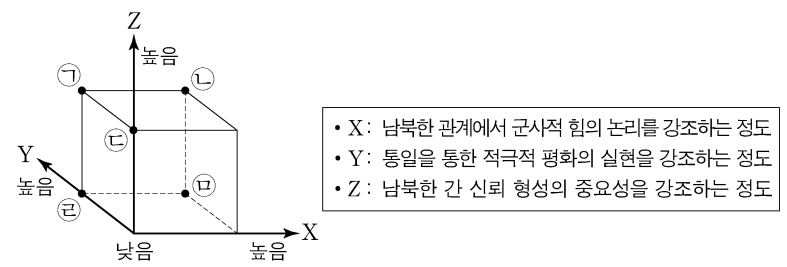 Z
높음
㉠
㉡
㉢
Y
높음
㉣
㉤
X
낮음
높음
• X: 남북한 관계에서 군사적 힘의 논리를 강조하는 정도
• Y: 통일을 통한 적극적 평화의 실현을 강조하는 정도
• Z: 남북한 간 신뢰 형성의 중요성을 강조하는 정도